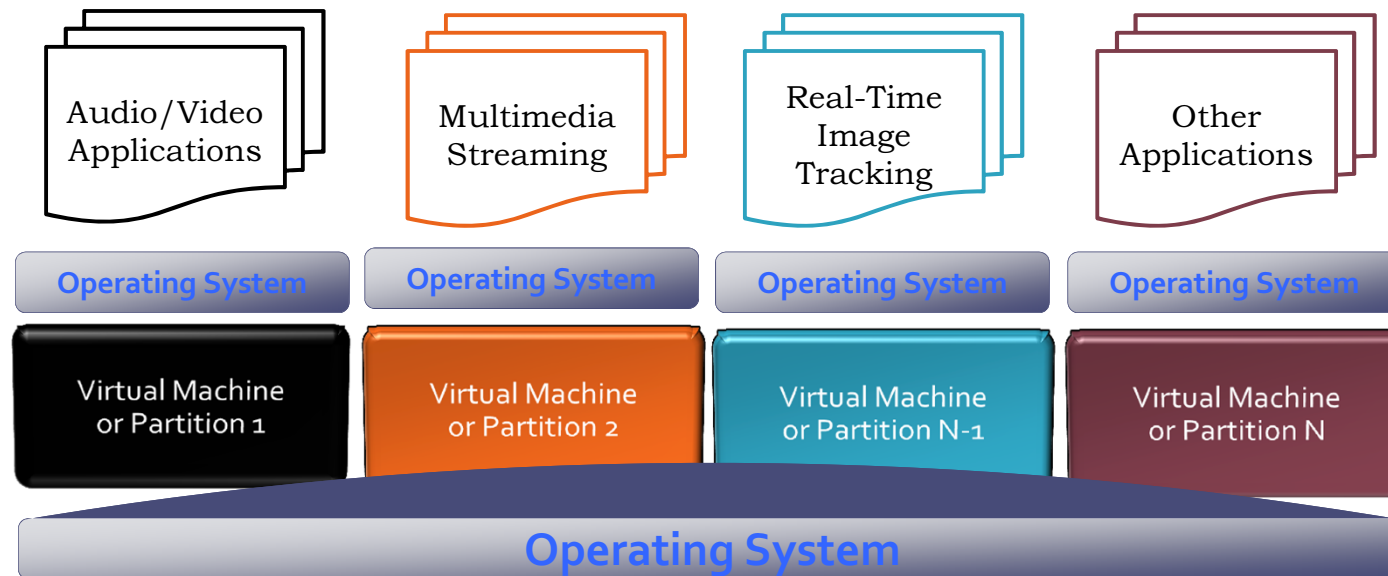 Audio/Video
Applications
Multimedia
Streaming
Real-Time
Image
Tracking
Other
Applications
Operating System
Operating System
Operating System
Operating System
Virtual Machine
or Partition 1
Virtual Machine
or Partition 2
Virtual Machine
or Partition N-1
Virtual Machine
or Partition N
Operating System